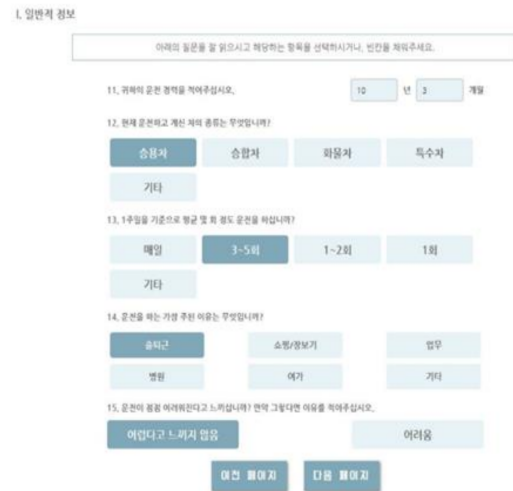 I. 일반적 정보
아래의 질문을 잘 읽으시고 해당하는 항목을 선택하시거나, 빈칸을 채워주세요.
11. 귀하의 운전 경력을 적어주십시오. 10 년 3 개월
12. 현재 운전하고 계신 차의 종류는 무엇입니까?
승용차 승합차 화물차 특수차
기타
13. 1주일을 기준으로 평균 몇 회 정도 운전을 하십니까?
매일 3~5회 1~2회 1회
기타
14. 운전을 하는 가장 주된 이유는 무엇입니까?
출퇴근 쇼핑/장보기 업무
병원 여가 기타
15. 운전이 점점 어려워진다고 느끼십니까? 만약 그렇다면 이유를 적어주십시오.
어렵다고 느끼지 않음 어려움
이전 페이지 다음 페이지